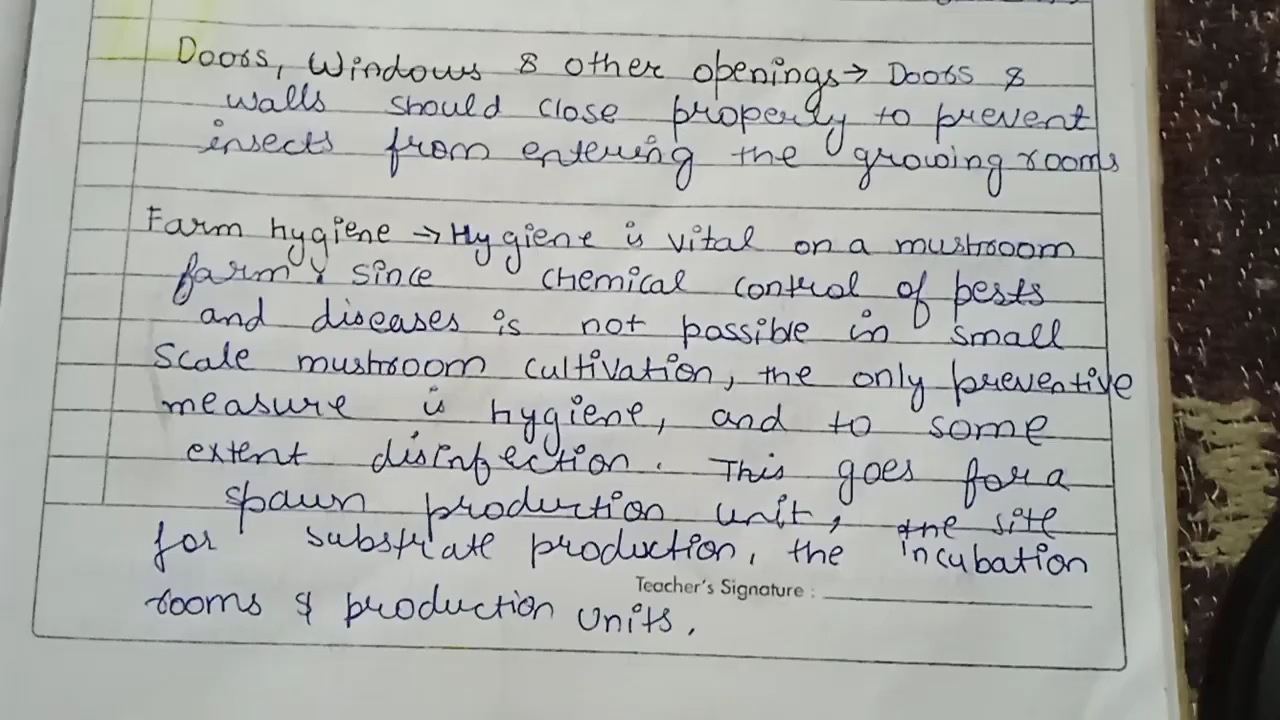 Doors, Windows & other openings → Doors &
walls should close properly to prevent
insects from entering the growing rooms
Farm hygiene → Hygiene is vital on a mushroom
farm. Since chemical control of pests
and diseases is not possible in small
scale mushroom cultivation, the only preventive
measure is hygiene, and to some
extent disinfection. This goes for a
spawn production unit, the site
for substrate production, the incubation
Teacher's Signature :
rooms & production units.